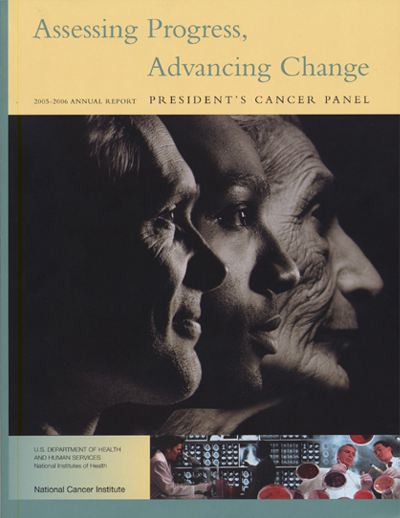 Assessing Progress,
Advancing Change
2005-2006 ANNUAL REPORT PRESIDENT'S CANCER PANEL
U.S. DEPARTMENT OF HEALTH
AND HUMAN SERVICES
National Institutes of Health
National Cancer Institute